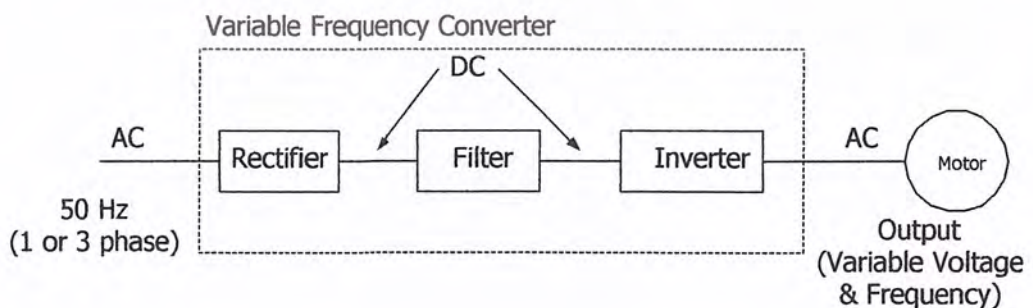 Variable Frequency Converter
DC
AC
Rectifier
Filter
Inverter
AC
Motor
50 Hz
(1 or 3 phase)
Output
(Variable Voltage
& Frequency)